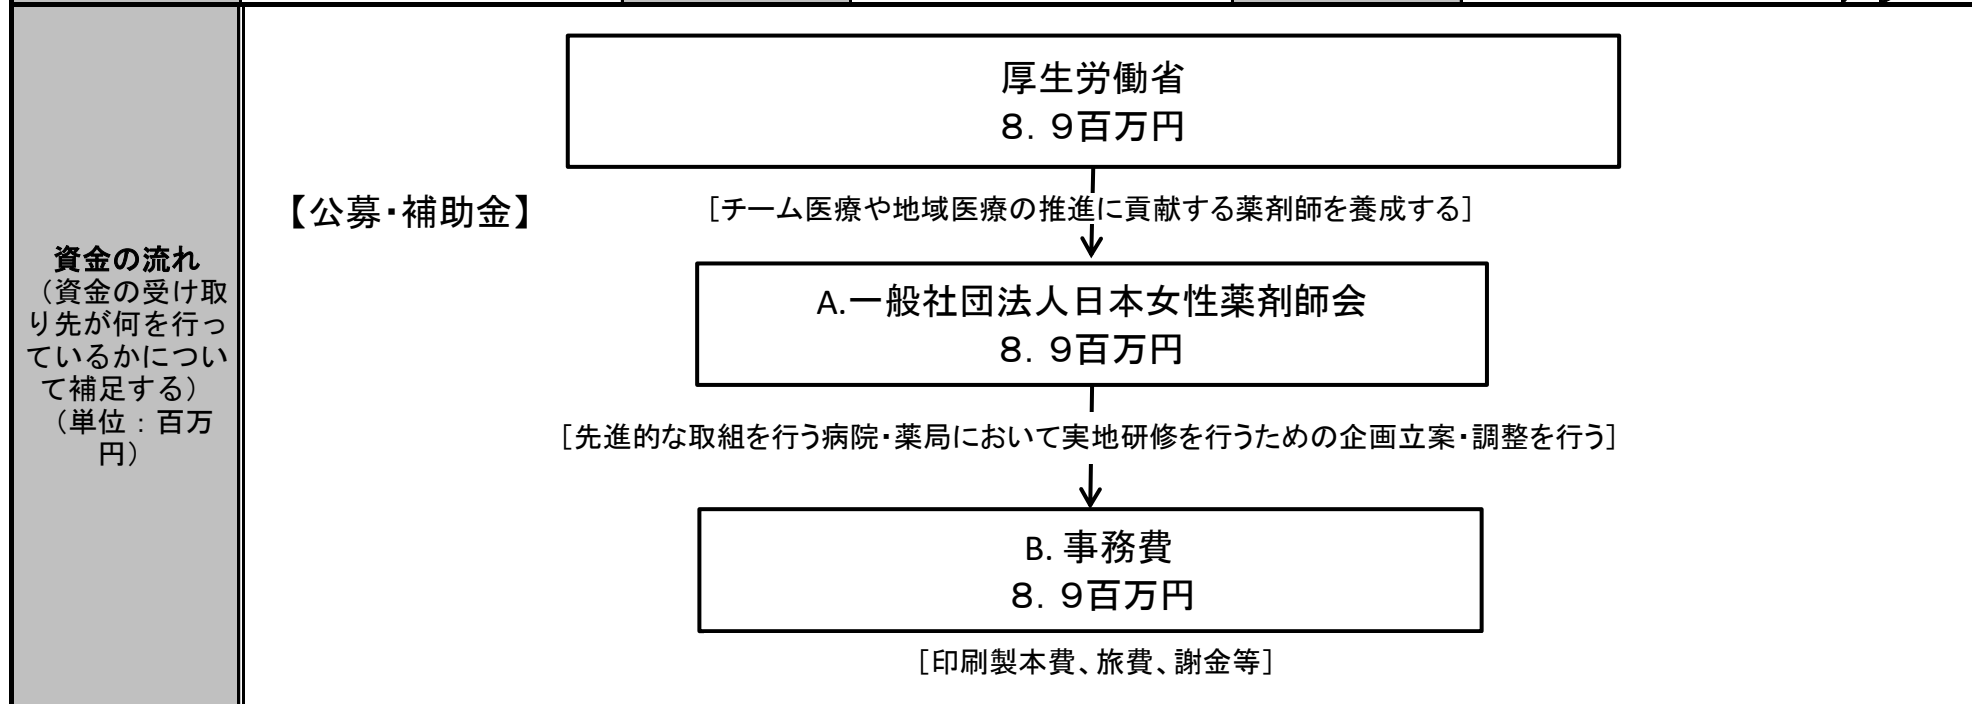 厚生労働省
８．９百万円
【公募・補助金】
［チーム医療や地域医療の推進に貢献する薬剤師を養成する］
資金の流れ
（資金の受け取
り先が何を行っ
ているかについ
て補足する）
（単位：百万
円）
A.一般社団法人日本女性薬剤師会
８．９百万円
［先進的な取組を行う病院・薬局において実地研修を行うための企画立案・調整を行う］
B. 事務費
８．９百万円
［印刷製本費、旅費、謝金等］